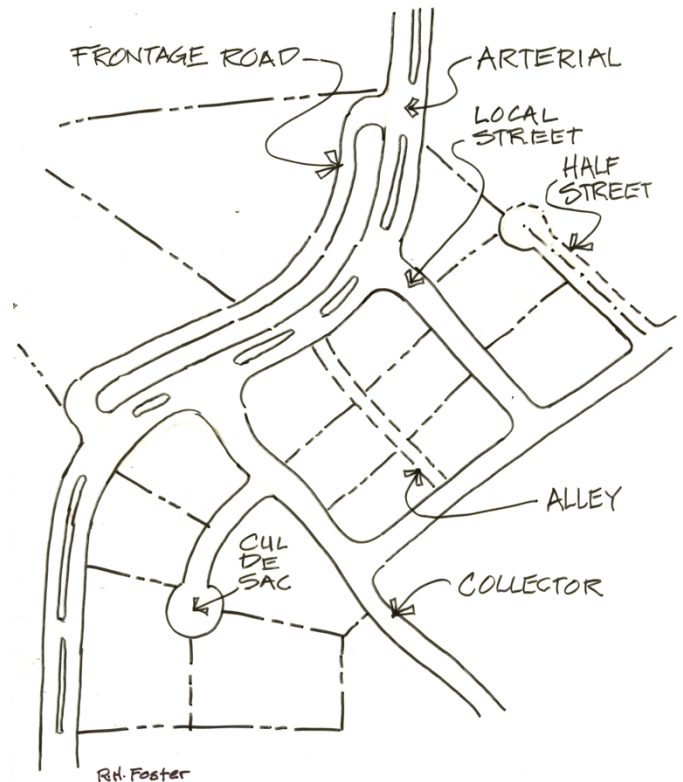 FRONTAGE ROAD
ARTERIAL
LOCAL
STREET
HALF
STREET
ALLEY
CUL
DE
SAC
COLLECTOR
R.H. Foster